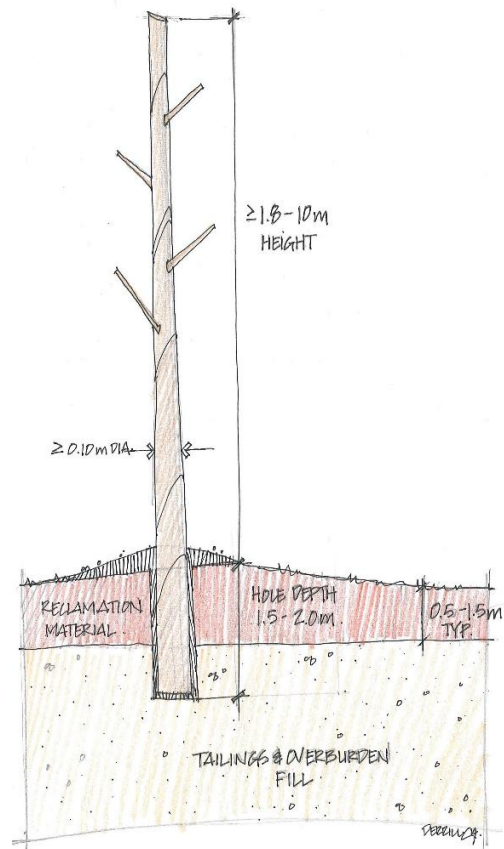 ≥1.8-10m
HEIGHT
≥0.10m DIA.
RECLAMATION
MATERIAL
HOLE DEPTH
1.5-2.0m
0.5-1.5m
TYP.
TAILINGS & OVERBURDEN
FILL